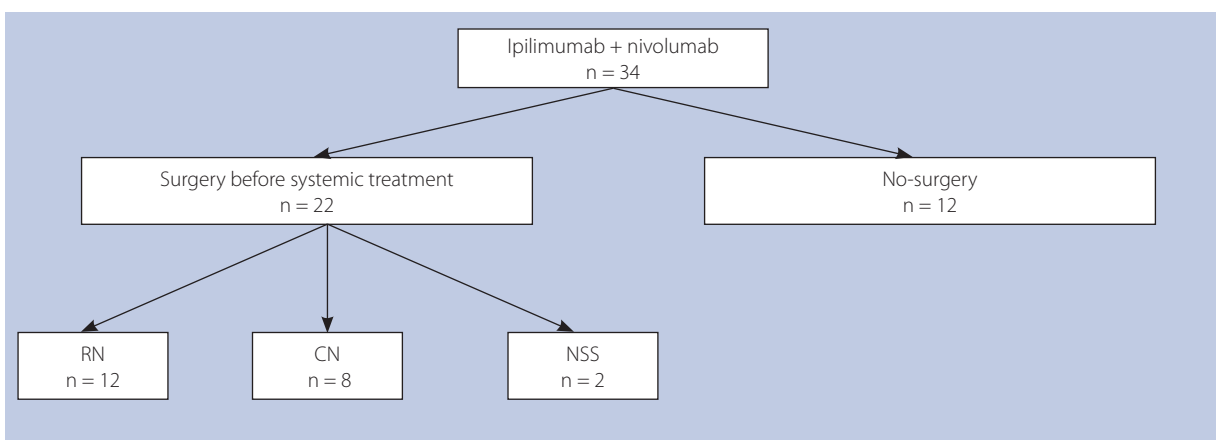 Ipilimumab + nivolumab
n = 34
Surgery before systemic treatment
n = 22
No-surgery
n = 12
RN
n = 12
CN
n = 8
NSS
n = 2